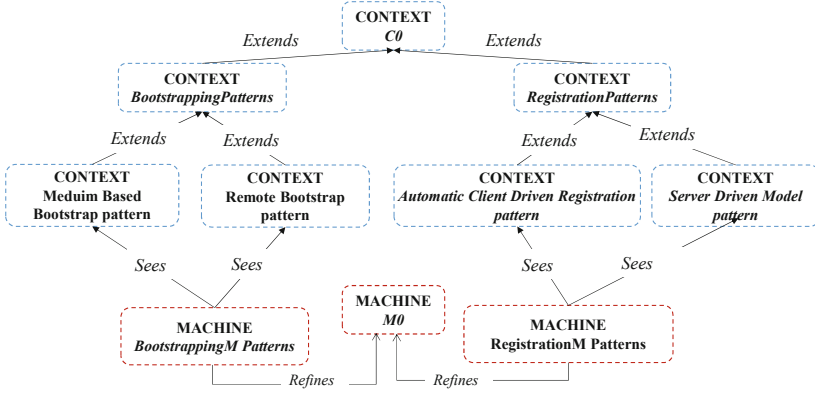 CONTEXT
C0
Extends
Extends
CONTEXT
BootstrappingPatterns
CONTEXT
RegistrationPatterns
Extends
Extends
Extends
Extends
CONTEXT
Meduim Based
Bootstrap pattern
CONTEXT
Remote Bootstrap
pattern
CONTEXT
Automatic Client Driven Registration
pattern
CONTEXT
Server Driven Model
pattern
Sees
Sees
Sees
Sees
MACHINE
BootstrappingM Patterns
MACHINE
M0
MACHINE
RegistrationM Patterns
Refines
Refines